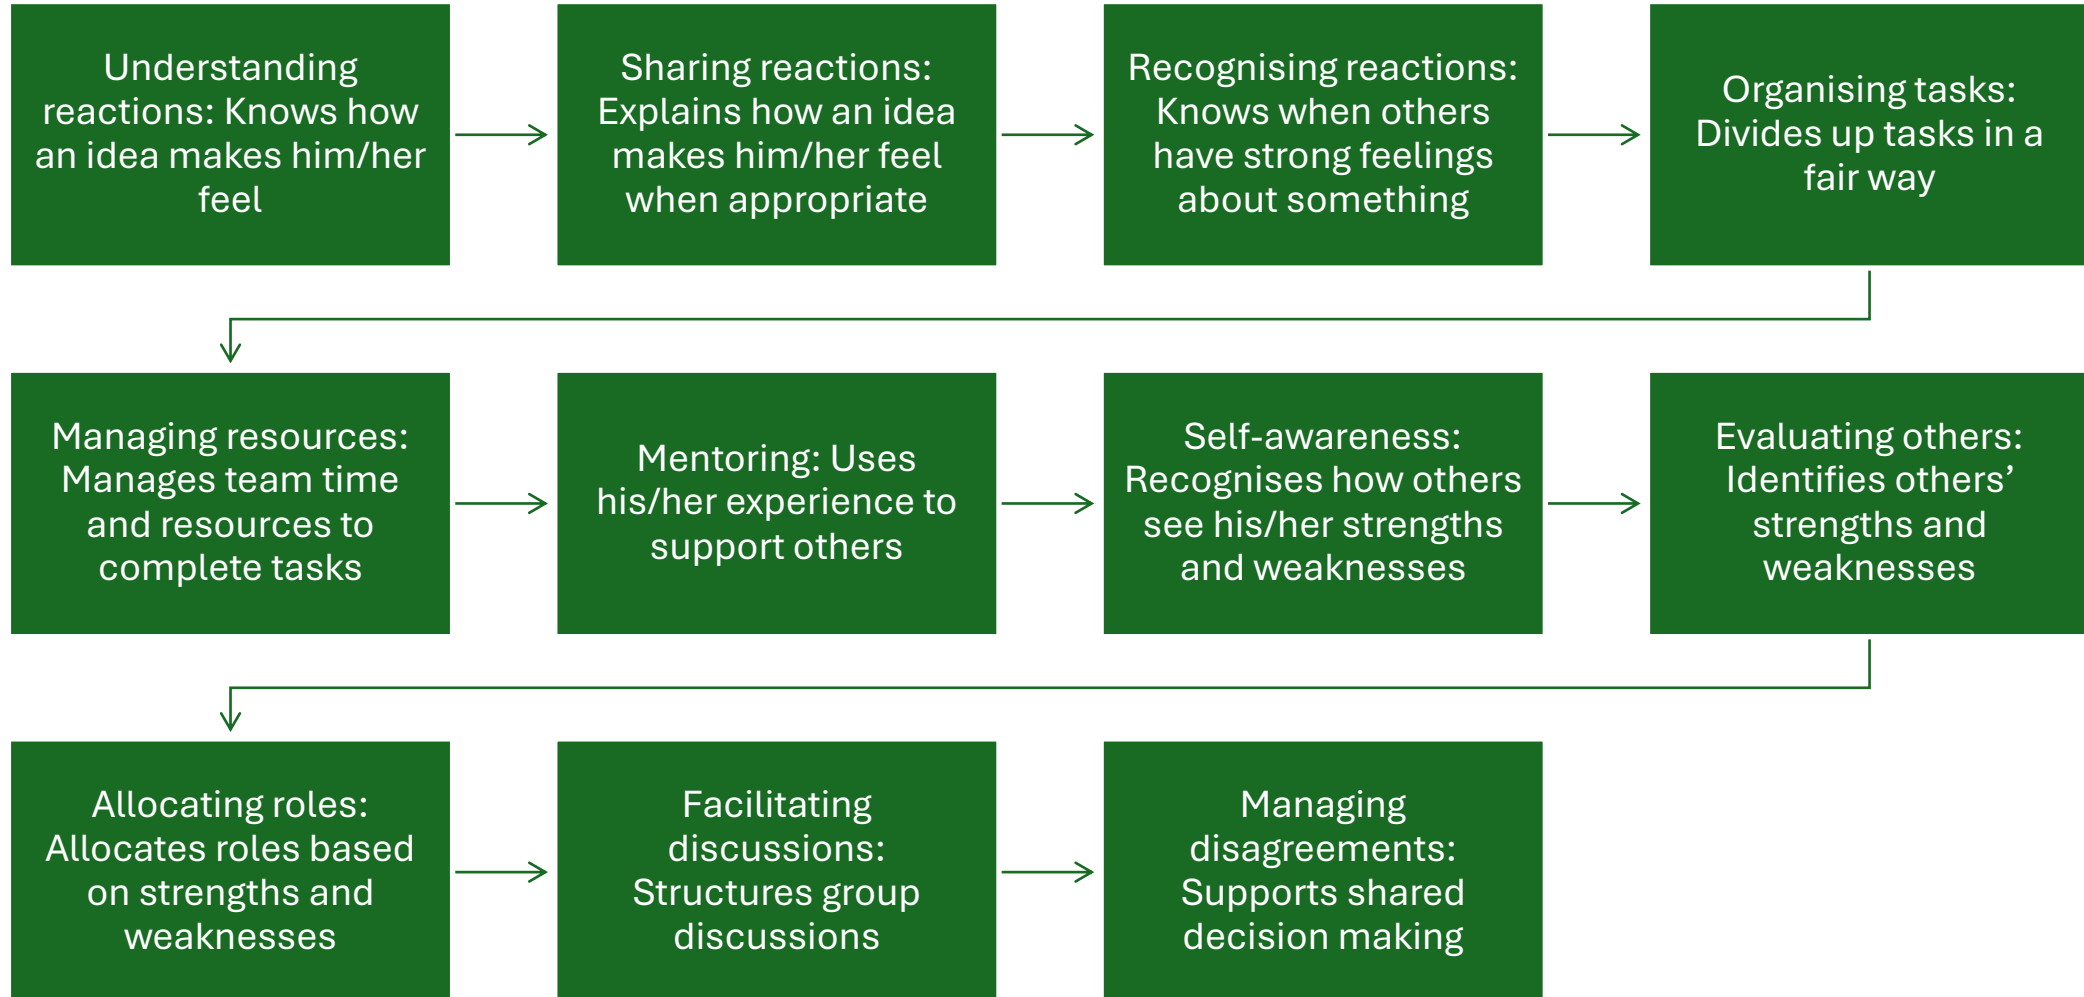 Understanding
reactions: Knows how
an idea makes him/her
feel
Sharing reactions:
Explains how an idea
makes him/her feel
when appropriate
Recognising reactions:
Knows when others
have strong feelings
about something
Organising tasks:
Divides up tasks in a
fair way
Managing resources:
Manages team time
and resources to
complete tasks
Mentoring: Uses
his/her experience to
support others
Self-awareness:
Recognises how others
see his/her strengths
and weaknesses
Evaluating others:
Identifies others’
strengths and
weaknesses
Allocating roles:
Allocates roles based
on strengths and
weaknesses
Facilitating
discussions:
Structures group
discussions
Managing
disagreements:
Supports shared
decision making